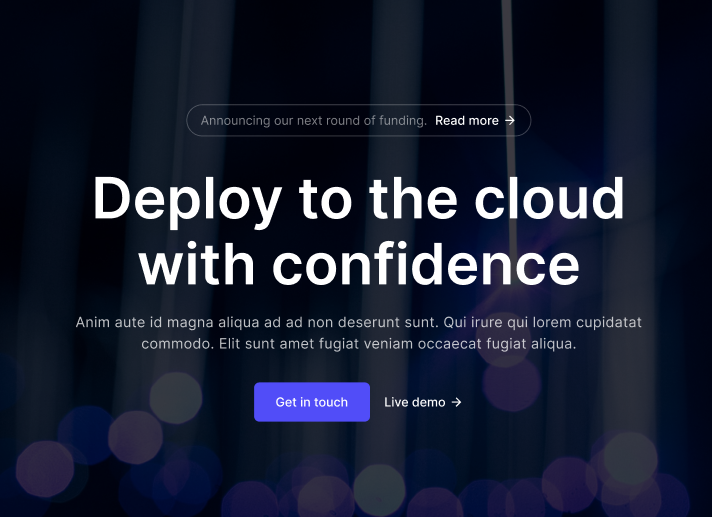 Announcing our next round of funding. Read more →
Deploy to the cloud
with confidence
Anim aute id magna aliqua ad ad non deserunt sunt. Qui irure qui lorem cupidatat
commodo. Elit sunt amet fugiat veniam occaecat fugiat aliqua.
Get in touch Live demo →